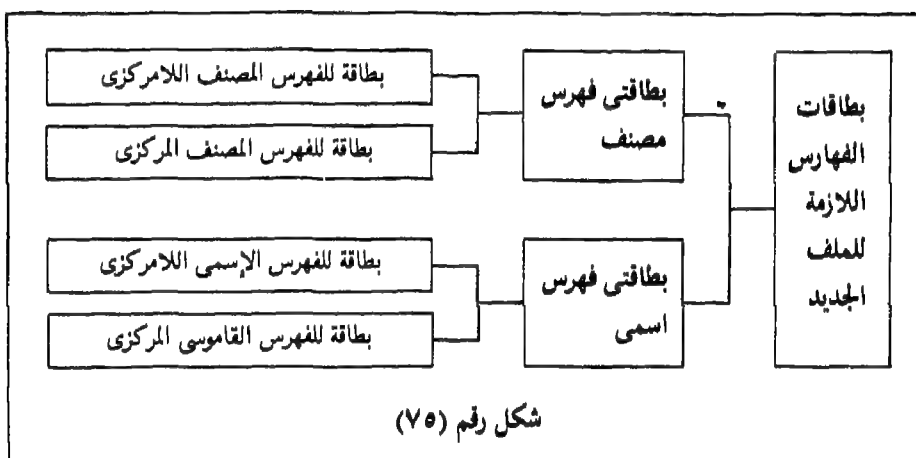 بطاقات
الفهارس
اللازمة
للملف
الجديد
بطاقتى فهرس
مصنف
بطاقة للفهرس المصنف اللامركزى
بطاقة للفهرس المصنف المركزى
بطاقتى فهرس
اسمى
بطاقة للفهرس الإسمى اللامركزى
بطاقة للفهرس القاموسى المركزى
شكل رقم (٧٥)